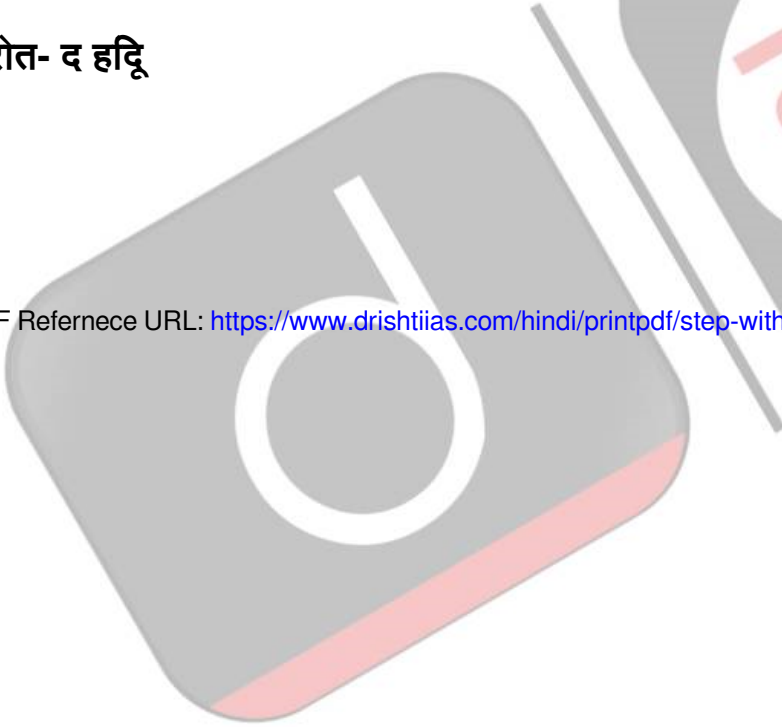 रोत- द हिंदू
F Refernece URL: https://www.drishtiias.com/hindi/printpdf/step-with